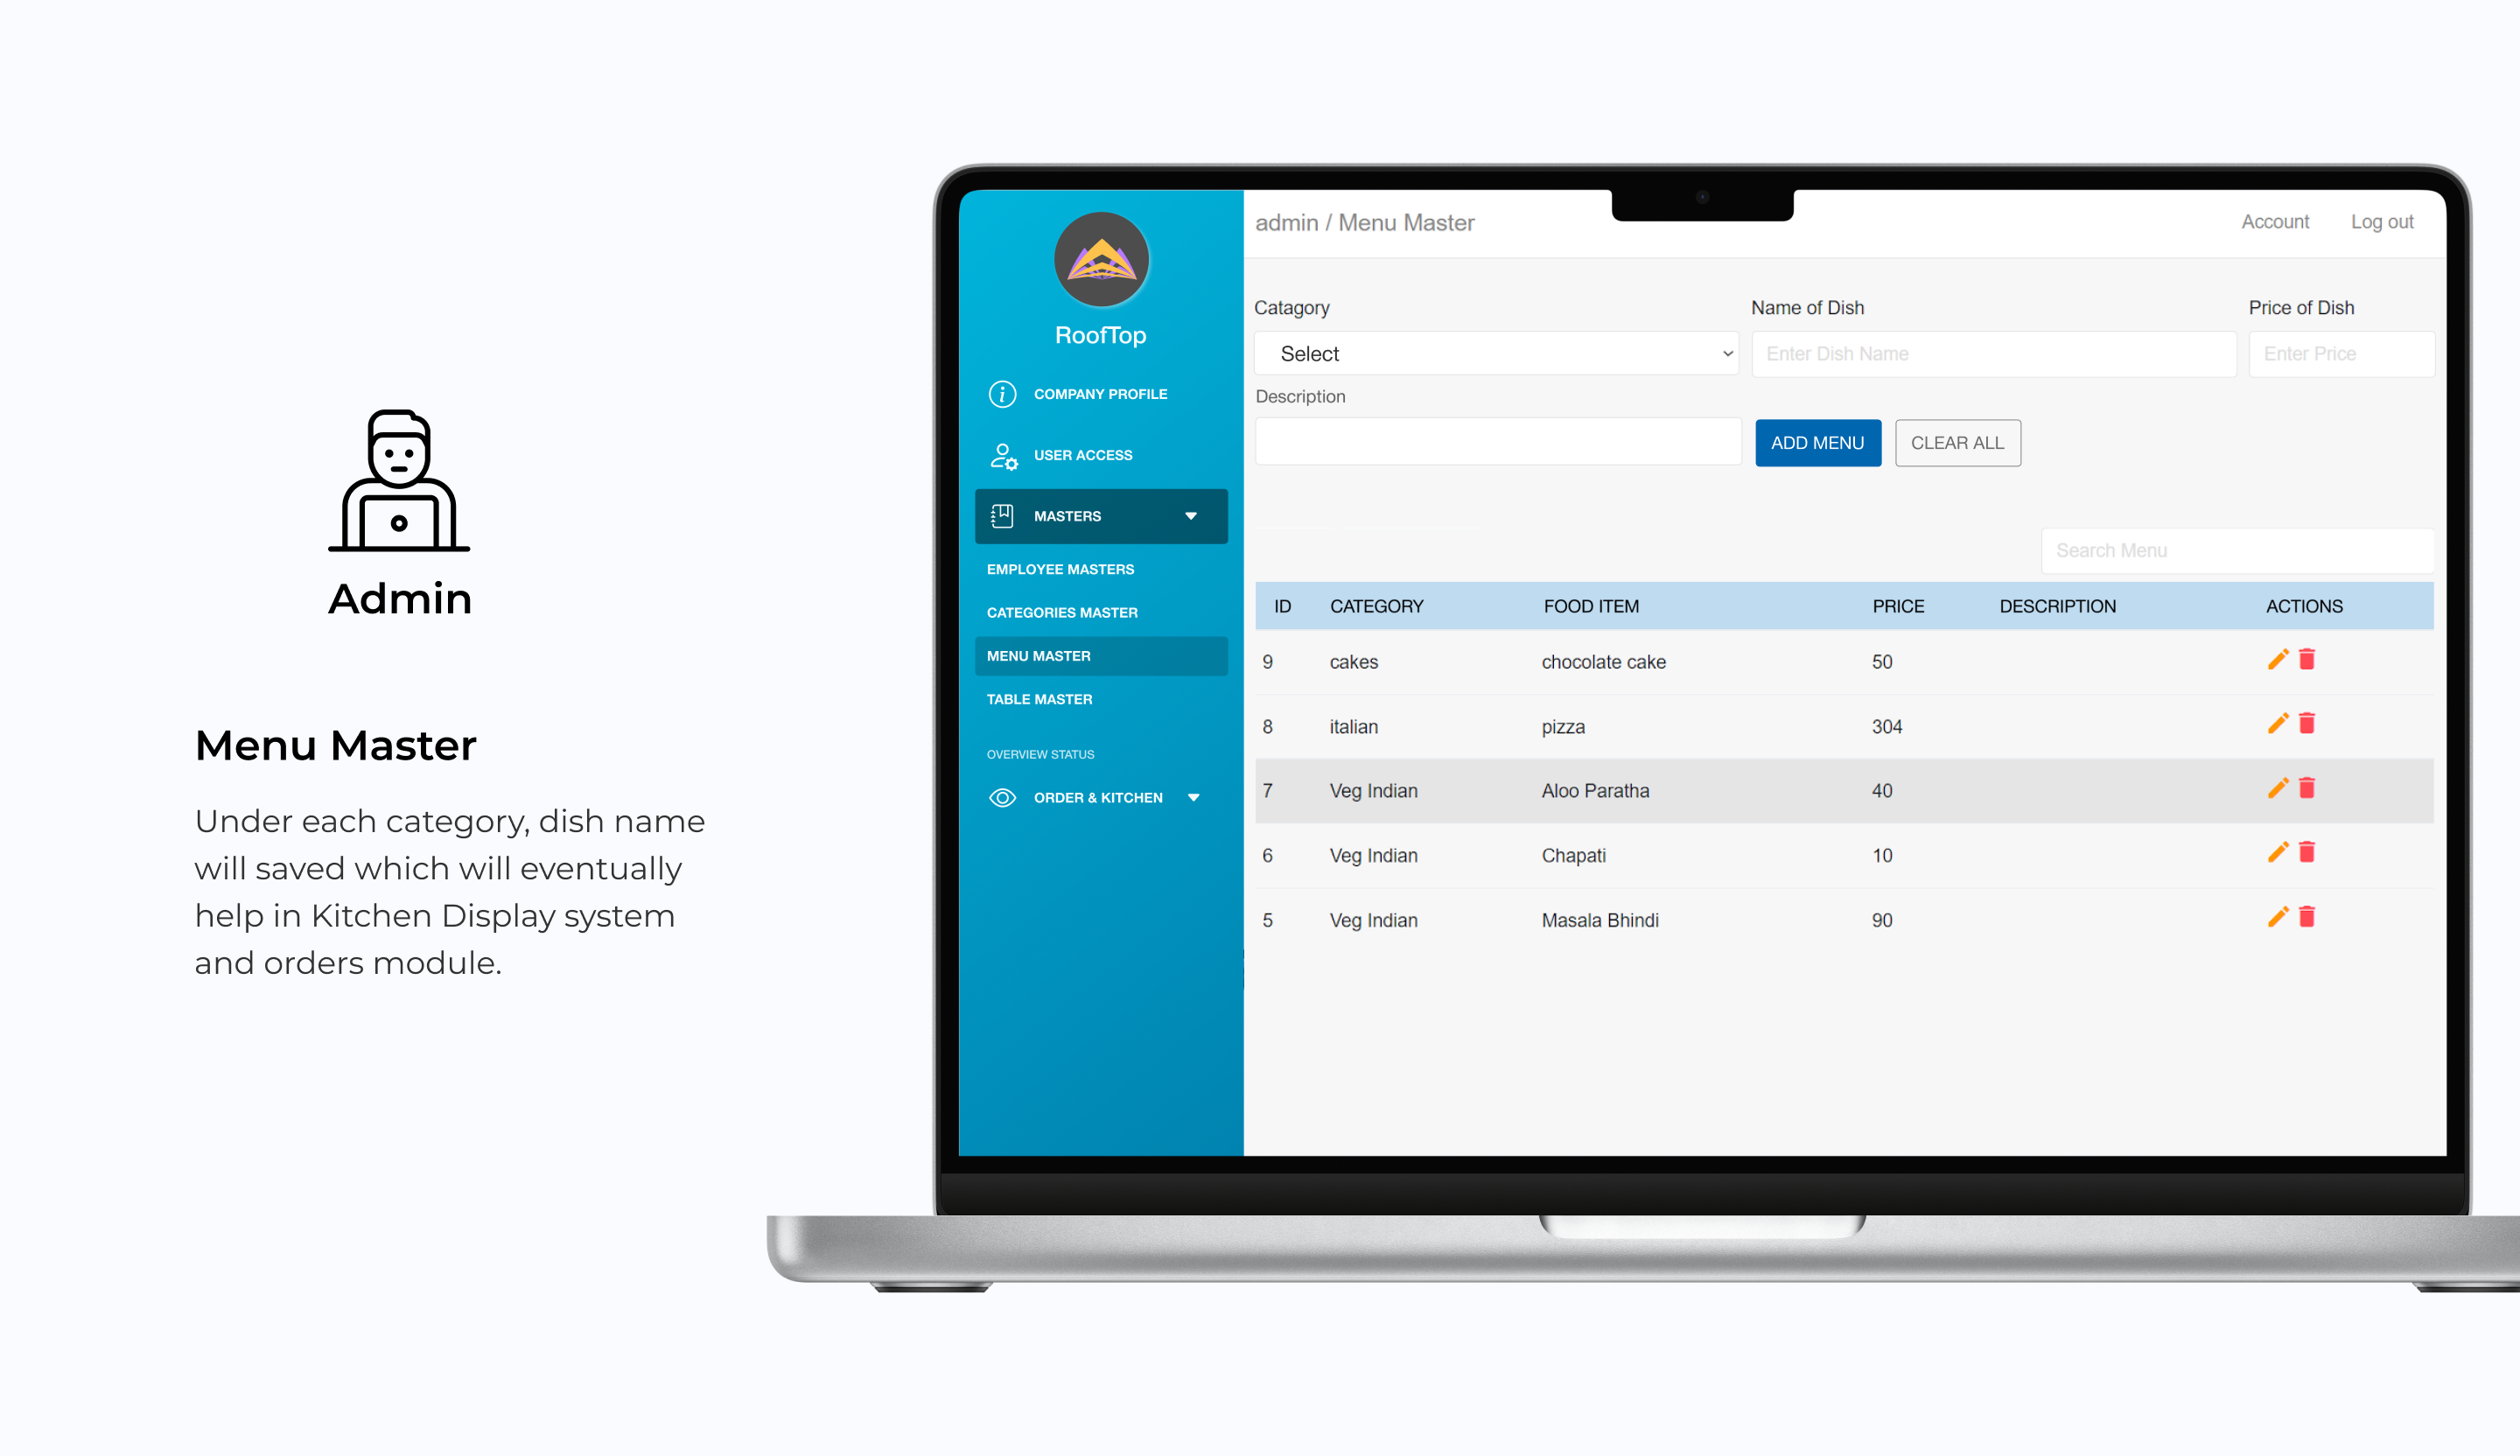 Admin
Menu Master
Under each category, dish name
will saved which will eventually
help in Kitchen Display system
and orders module.
RoofTop
COMPANY PROFILE
USER ACCESS
MASTERS
EMPLOYEE MASTERS
CATEGORIES MASTER
MENU MASTER
TABLE MASTER
OVERVIEW STATUS
ORDER & KITCHEN
admin / Menu Master
Account Log out
Catagory Name of Dish Price of Dish
Select Enter Dish Name Enter Price
Description
ADD MENU CLEAR ALL
Search Menu
ID CATEGORY FOOD ITEM PRICE DESCRIPTION ACTIONS
9 cakes chocolate cake 50
8 italian pizza 304
7 Veg Indian Aloo Paratha 40
6 Veg Indian Chapati 10
5 Veg Indian Masala Bhindi 90